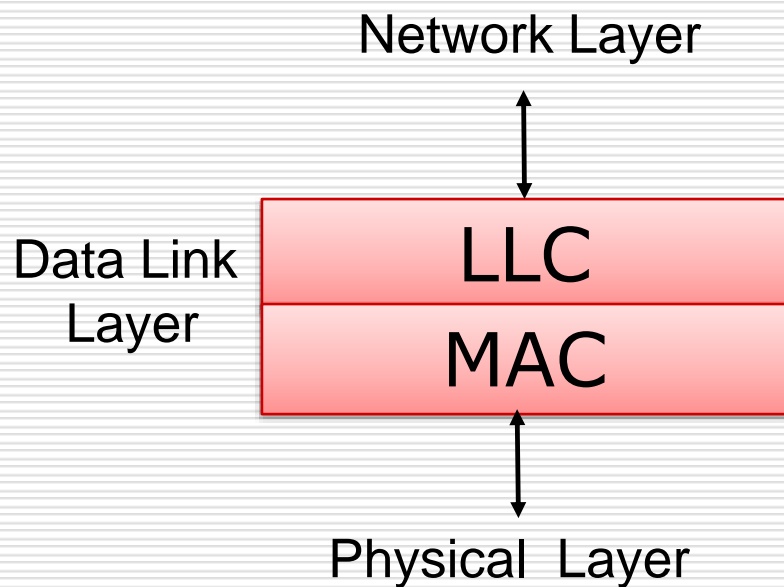 Network Layer
LLC
Data Link
Layer
MAC
Physical Layer